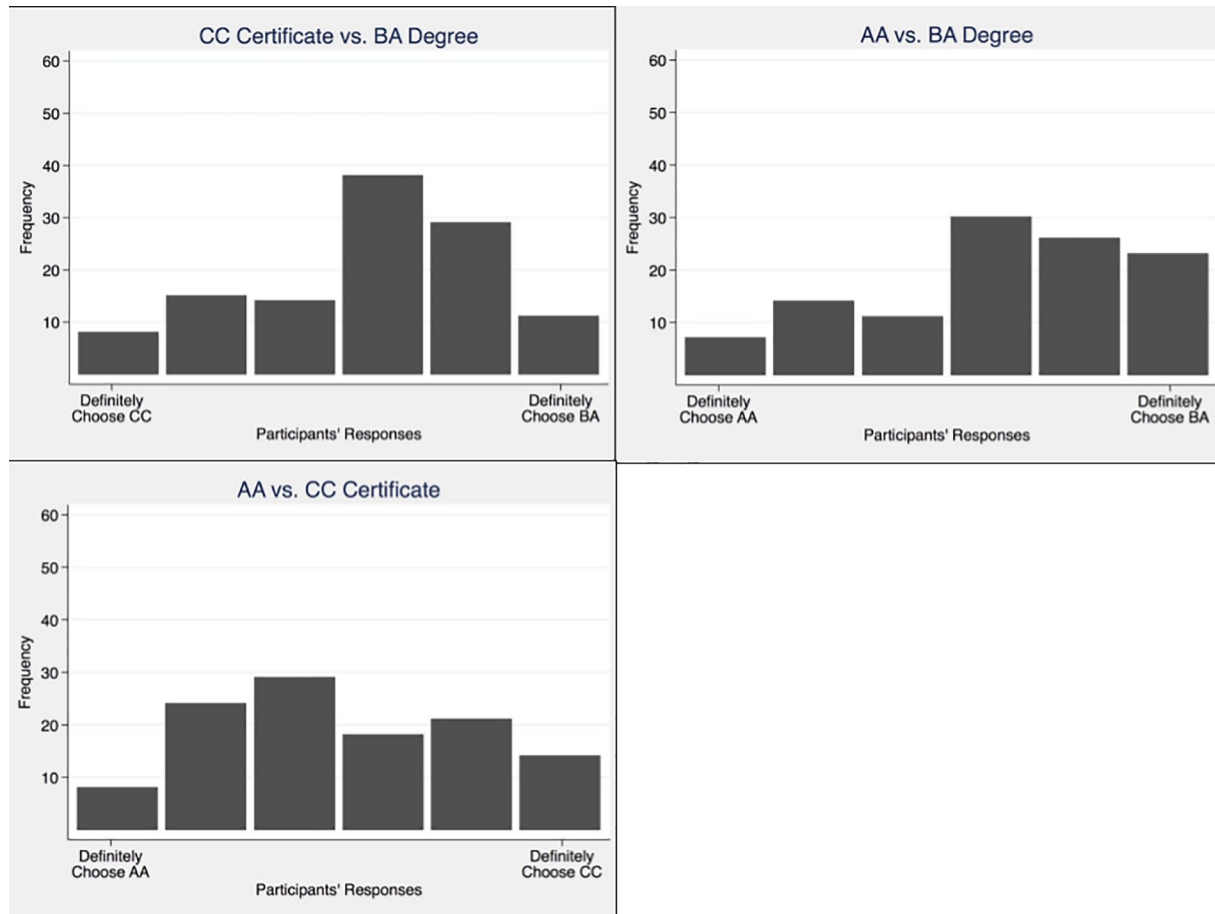 CC Certificate vs. BA Degree
60
50
40
30
20
10
Frequency
Definitely
Choose CC
Definitely
Choose BA
Participants' Responses
AA vs. BA Degree
60
50
40
30
20
10
Frequency
Definitely
Choose AA
Definitely
Choose BA
Participants' Responses
AA vs. CC Certificate
60
50
40
30
20
10
Frequency
Definitely
Choose AA
Definitely
Choose CC
Participants' Responses